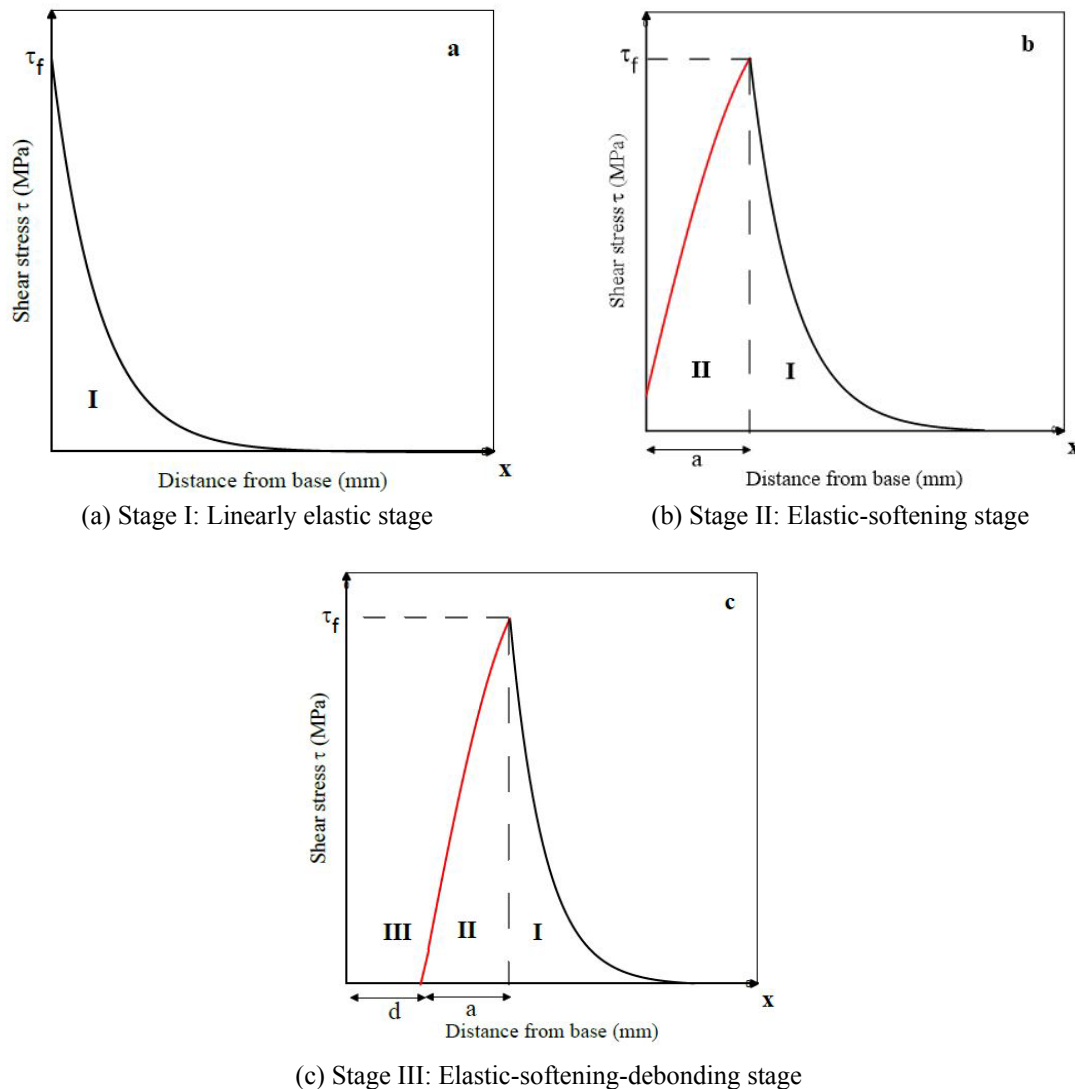 a
τf
Shear stress τ (MPa)
I
x
Distance from base (mm)
(a) Stage I: Linearly elastic stage
b
τf
Shear stress τ (MPa)
II
I
a
x
Distance from base (mm)
(b) Stage II: Elastic-softening stage
c
τf
Shear stress τ (MPa)
III
II
I
d
a
x
Distance from base (mm)
(c) Stage III: Elastic-softening-debonding stage